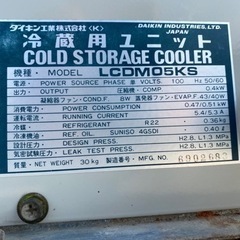 ダイキン工業株式会社〈K〉 DAIKIN INDUSTRIES, LTD.
冷蔵用ユニット
COLD STORAGE COOLER
機種 MODEL LCDM05KS
電源 POWER SOURCE PHASE 単 VOLTS 100 Hz 50/60
出力 OUTPUT 圧縮機:COMP 0.4kW
凝縮器ファン:COND.F. 8W 蒸発器ファン:EVAP.F. 43/40W
消費電力 POWER CONSUMPTION 0.47/0.51kW
運転電流 RUNNING CURRENT 5.4/5.3A
冷媒 REFRIGERANT R22 0.36kg
冷凍機油 REF. OIL SUNISO 4GSDI 0.4ℓ
設計圧力 DESIGN PRESSURE H2.8 L1.3 MPa
気密試験圧力 LEAK TEST PRESS. H2.8 L1.3 MPa
質量 NET WEIGHT 30kg 製造番号 MFG.NO.